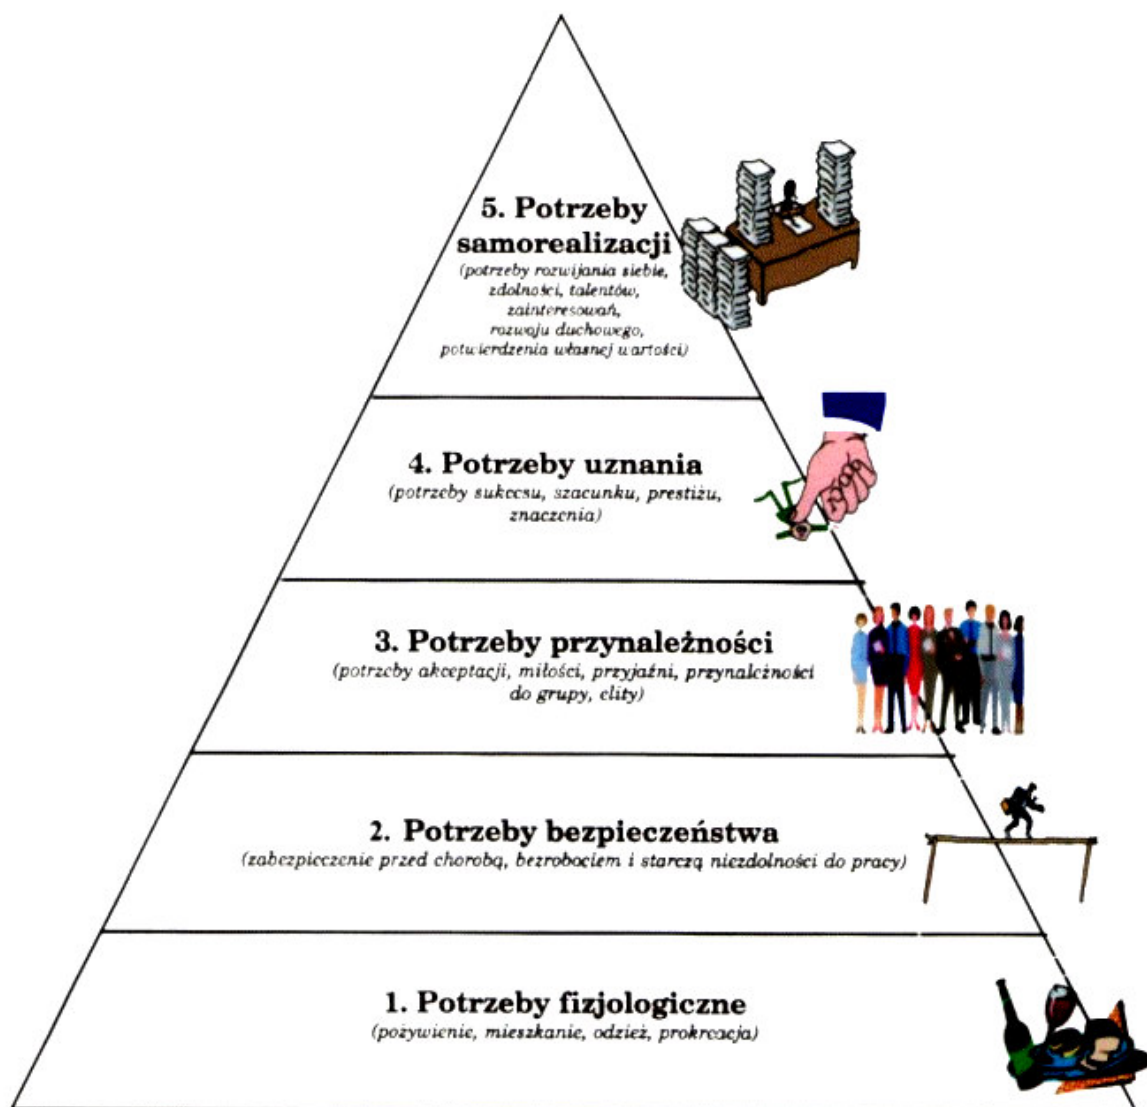 5. Potrzeby
samorealizacji
(potrzeby rozwijania siebie,
zdolności, talentów,
zainteresowań,
rozwoju duchowego,
potwierdzenia własnej wartości)
4. Potrzeby uznania
(potrzeby sukcesu, szacunku, prestiżu,
znaczenia)
3. Potrzeby przynależności
(potrzeby akceptacji, miłości, przyjaźni, przynależności
do grupy, elity)
2. Potrzeby bezpieczeństwa
(zabezpieczenie przed chorobą, bezrobociem i starczą niezdolności do pracy)
1. Potrzeby fizjologiczne
(pożywienie, mieszkanie, odzież, prokreacja)